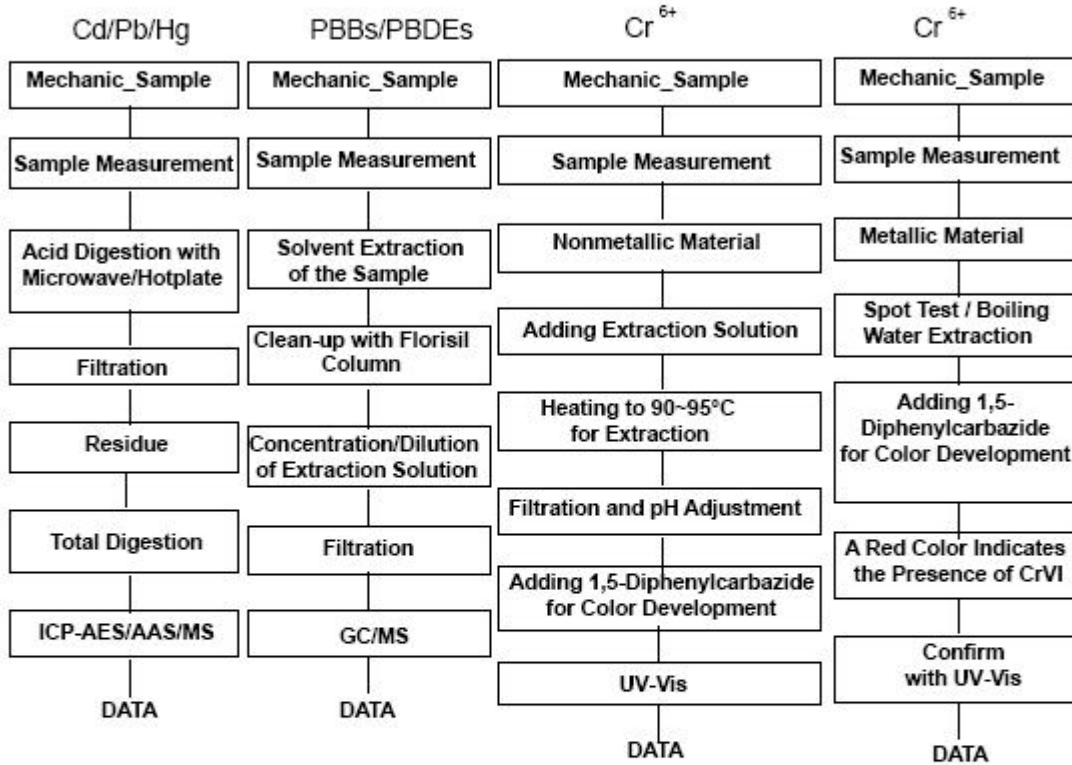 Cd/Pb/Hg
Mechanic_Sample
Sample Measurement
Acid Digestion with
Microwave/Hotplate
Filtration
Residue
Total Digestion
ICP-AES/AAS/MS
DATA
PBBs/PBDEs
Mechanic_Sample
Sample Measurement
Solvent Extraction
of the Sample
Clean-up with Florisil
Column
Concentration/Dilution
of Extraction Solution
Filtration
GC/MS
DATA
Cr 6+
Mechanic_Sample
Sample Measurement
Nonmetallic Material
Adding Extraction Solution
Heating to 90~95°C
for Extraction
Filtration and pH Adjustment
Adding 1,5-Diphenylcarbazide
for Color Development
UV-Vis
DATA
Cr 6+
Mechanic_Sample
Sample Measurement
Metallic Material
Spot Test / Boiling
Water Extraction
Adding 1,5-
Diphenylcarbazide
for Color Development
A Red Color Indicates
the Presence of CrVI
Confirm
with UV-Vis
DATA